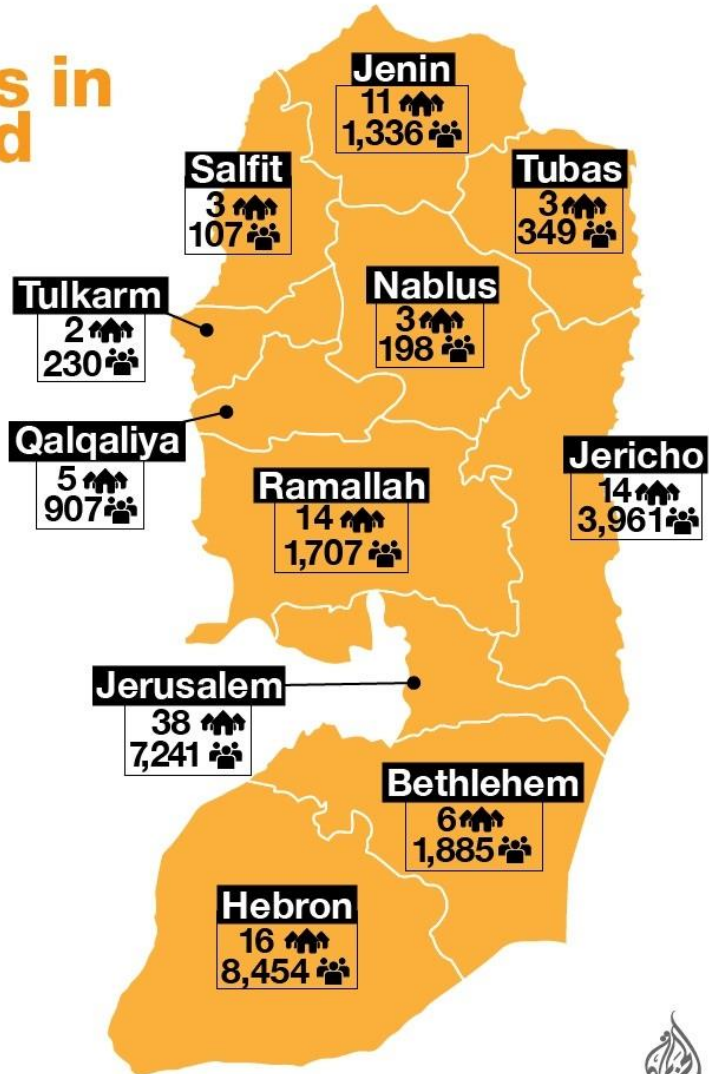 s in
d
Jenin
11
1,336
Salfit
3
107
Tubas
3
349
Tulkarm
2
230
Nablus
3
198
Qalqaliya
5
907
Ramallah
14
1,707
Jericho
14
3,961
Jerusalem
38
7,241
Bethlehem
6
1,885
Hebron
16
8,454